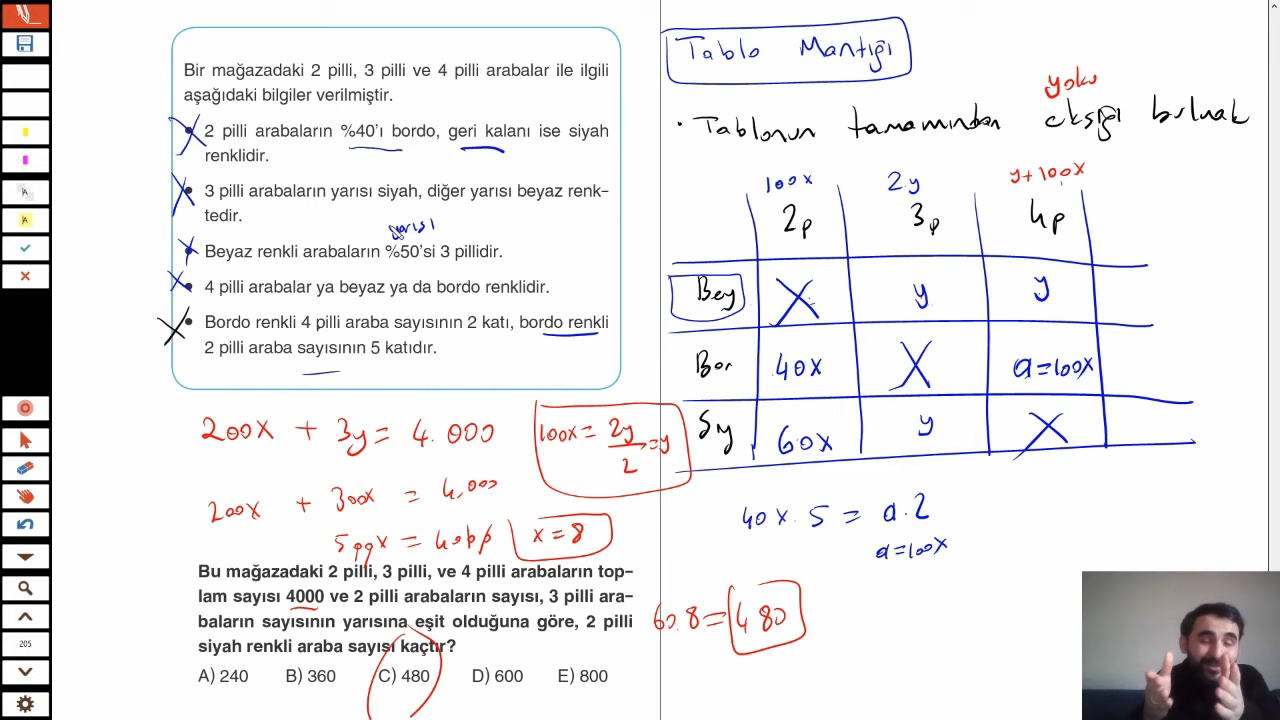 Bir mağazadaki 2 pilli, 3 pilli ve 4 pilli arabalar ile ilgili
aşağıdaki bilgiler verilmiştir.
2 pilli arabaların %40'ı bordo, geri kalanı ise siyah
renklidir.
3 pilli arabaların yarısı siyah, diğer yarısı beyaz renk-
tedir.
yarısı
Beyaz renkli arabaların %50'si 3 pillidir.
4 pilli arabalar ya beyaz ya da bordo renklidir.
Bordo renkli 4 pilli araba sayısının 2 katı, bordo renkli
2 pilli araba sayısının 5 katıdır.
200x + 3y = 4.000
100x = 2y/2 = y
200x + 300x = 4.000
500x = 4000 x = 8
Bu mağazadaki 2 pilli, 3 pilli, ve 4 pilli arabaların top-
lam sayısı 4000 ve 2 pilli arabaların sayısı, 3 pilli ara-
baların sayısının yarısına eşit olduğuna göre, 2 pilli
siyah renkli araba sayısı kaçtır?
A) 240 B) 360 C) 480 D) 600 E) 800
Tablo Mantığı
• Tablonun tamamından eksiği bulmak
100x 2y y+100x
2p 3p 4p
Bey X y y
Bor 40x X a=100x
Sy 60x y X
40x.5 = a.2
a=100x
60.8 = 480
205